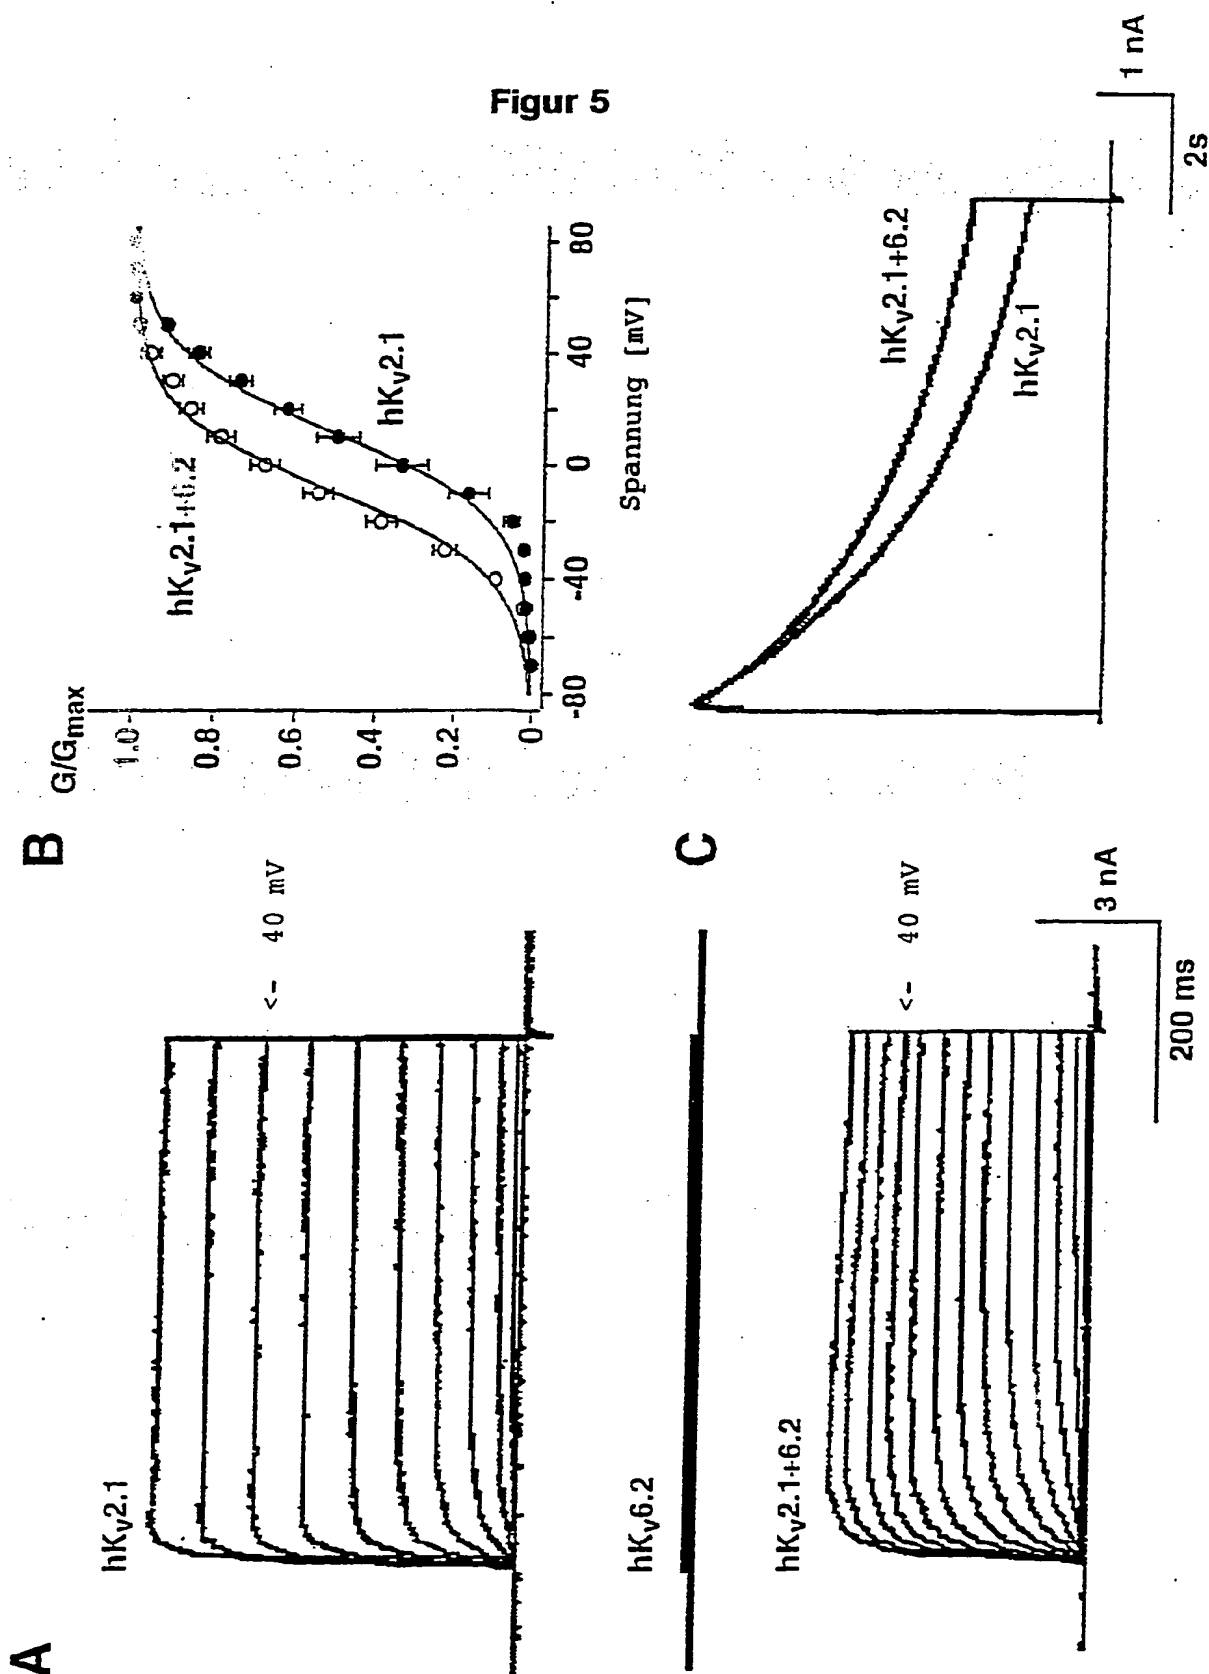 Figur 5
A
hKv2.1
<- 40 mV
hKv6.2
hKv2.1+6.2
<- 40 mV
3 nA
200 ms
B
G/Gmax
1.0
0.8
0.6
0.4
0.2
0
-80
-40
0
40
80
Spannung [mV]
hKv2.1+6.2
hKv2.1
C
hKv2.1+6.2
hKv2.1
1 nA
2s